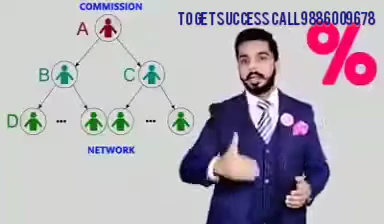 COMMISSION
TO GET SUCCESS CALL 9886009678
A
%
B
C
D
...
...
NETWORK